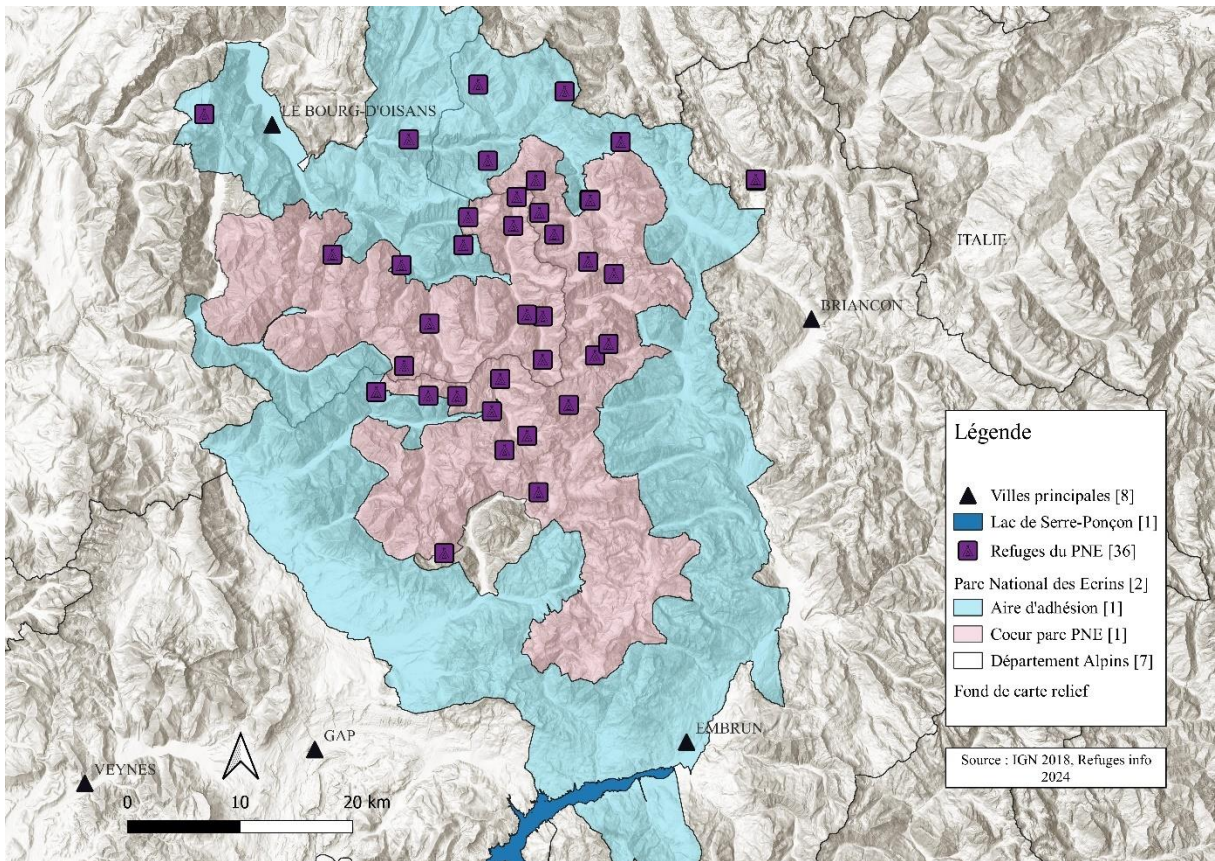 LE BOURG-D'OISANS
ITALIE
BRIANCON
Légende
Villes principales [8]
Lac de Serre-Ponçon [1]
Refuges du PNE [36]
Parc National des Ecrins [2]
Aire d'adhésion [1]
Coeur parc PNE [1]
Département Alpins [7]
Fond de carte relief
Source : IGN 2018, Refuges info
2024
EMBRUN
GAP
VEYNES
0 10 20 km